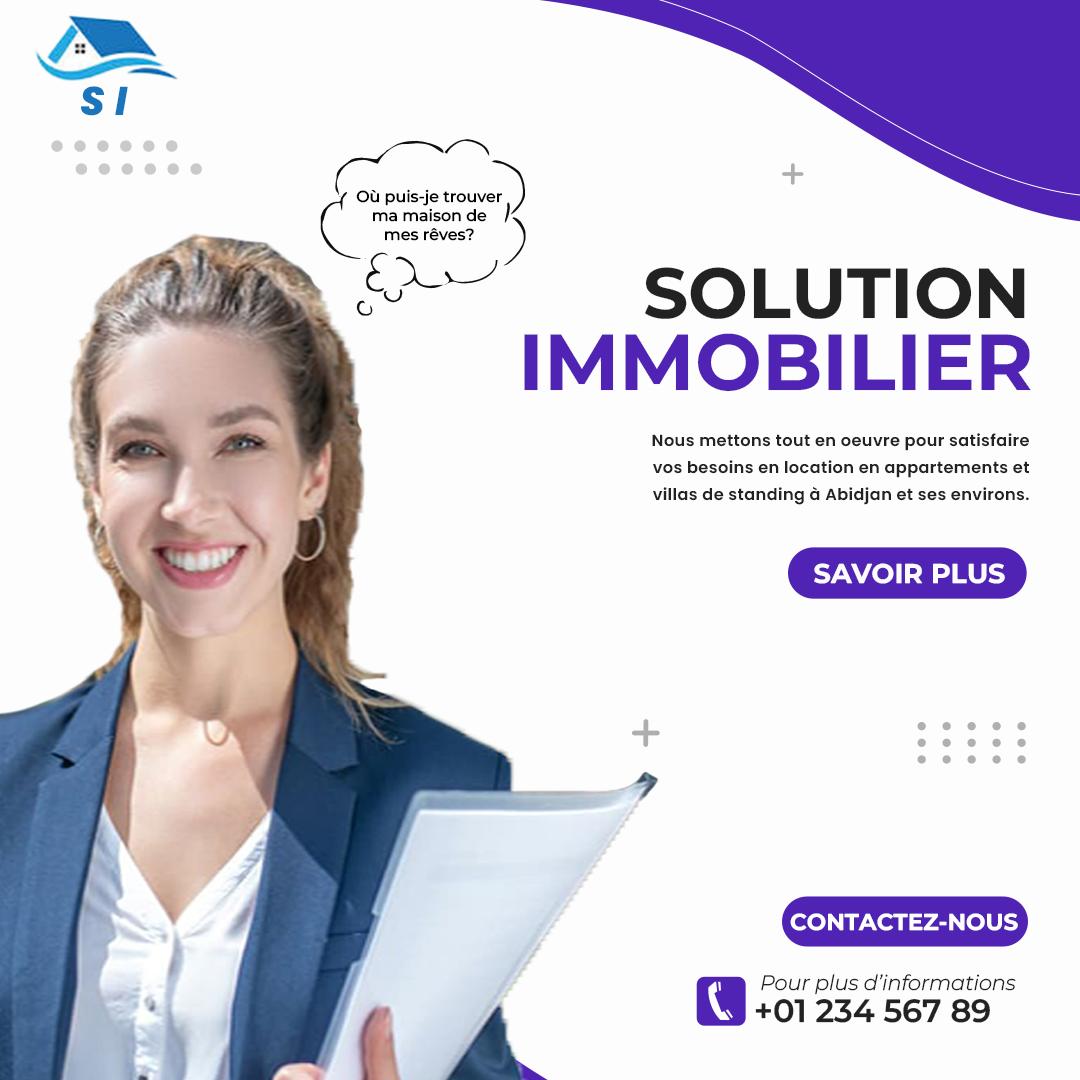 S I
Où puis-je trouver
ma maison de
mes rêves?
SOLUTION
IMMOBILIER
Nous mettons tout en oeuvre pour satisfaire
vos besoins en location en appartements et
villas de standing à Abidjan et ses environs.
SAVOIR PLUS
CONTACTEZ-NOUS
Pour plus d’informations
+01 234 567 89